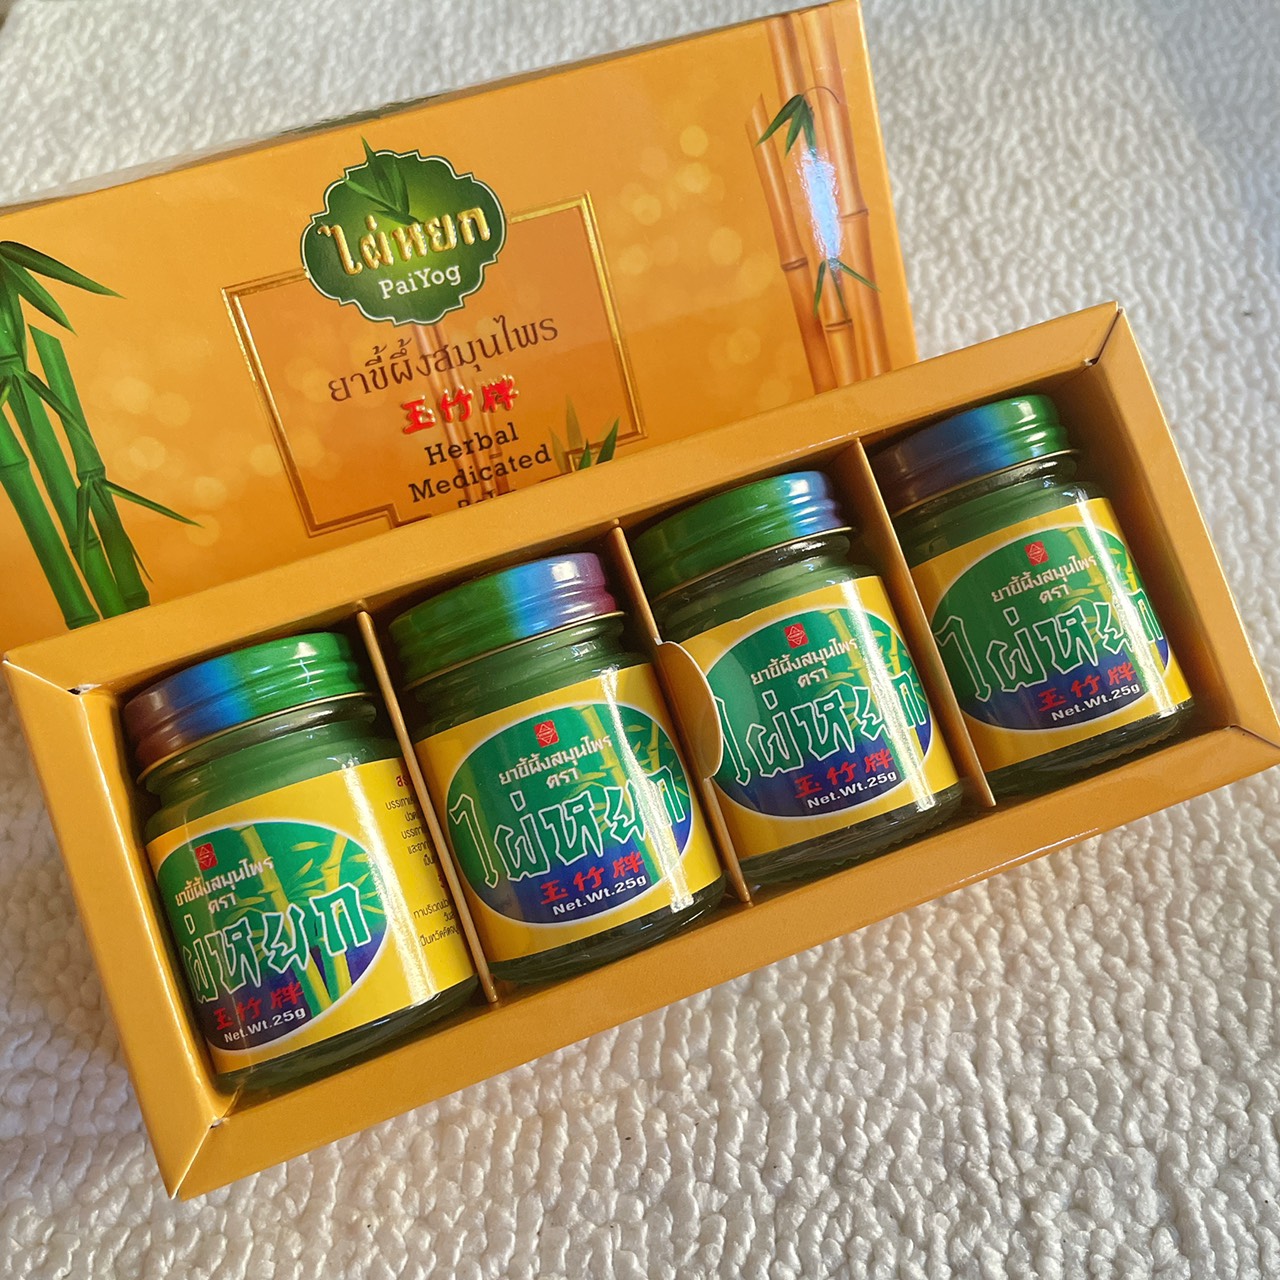 ไผ่หยก
PaiYog
ยาขี้ผึ้งสมุนไพร
玉竹牌
Herbal
Medicated
ยาขี้ผึ้งสมุนไพร
ตรา
ไผ่หยก
玉竹牌
Net.Wt.25g
ยาขี้ผึ้งสมุนไพร
ตรา
ไผ่หยก
玉竹牌
Net.Wt.25g
ยาขี้ผึ้งสมุนไพร
ตรา
ไผ่หยก
玉竹牌
Net.Wt.25g
ยาขี้ผึ้งสมุนไพร
ตรา
ไผ่หยก
玉竹牌
Net.Wt.25g